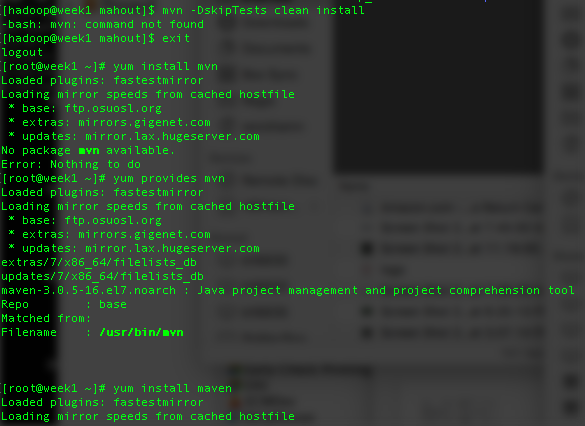 [hadoop@week1 mahout]$ mvn -DskipTests clean install
-bash: mvn: command not found
[hadoop@week1 mahout]$ exit
logout
[root@week1 ~]# yum install mvn
Loaded plugins: fastestmirror
Loading mirror speeds from cached hostfile
 * base: ftp.osuosl.org
 * extras: mirrors.gigenet.com
 * updates: mirror.lax.hugeserver.com
No package mvn available.
Error: Nothing to do
[root@week1 ~]# yum provides mvn
Loaded plugins: fastestmirror
Loading mirror speeds from cached hostfile
 * base: ftp.osuosl.org
 * extras: mirrors.gigenet.com
 * updates: mirror.lax.hugeserver.com
extras/7/x86_64/filelists_db
updates/7/x86_64/filelists_db
maven-3.0.5-16.el7.noarch : Java project management and project comprehension tool
Repo        : base
Matched from:
Filename    : /usr/bin/mvn
[root@week1 ~]# yum install maven
Loaded plugins: fastestmirror
Loading mirror speeds from cached hostfile